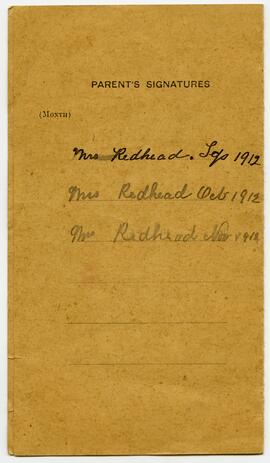 PARENT'S SIGNATURES
(MONTH)
Mrs Redhead. Sep 1912
Mrs Redhead Oct 1912
Mrs Redhead Nov 1912